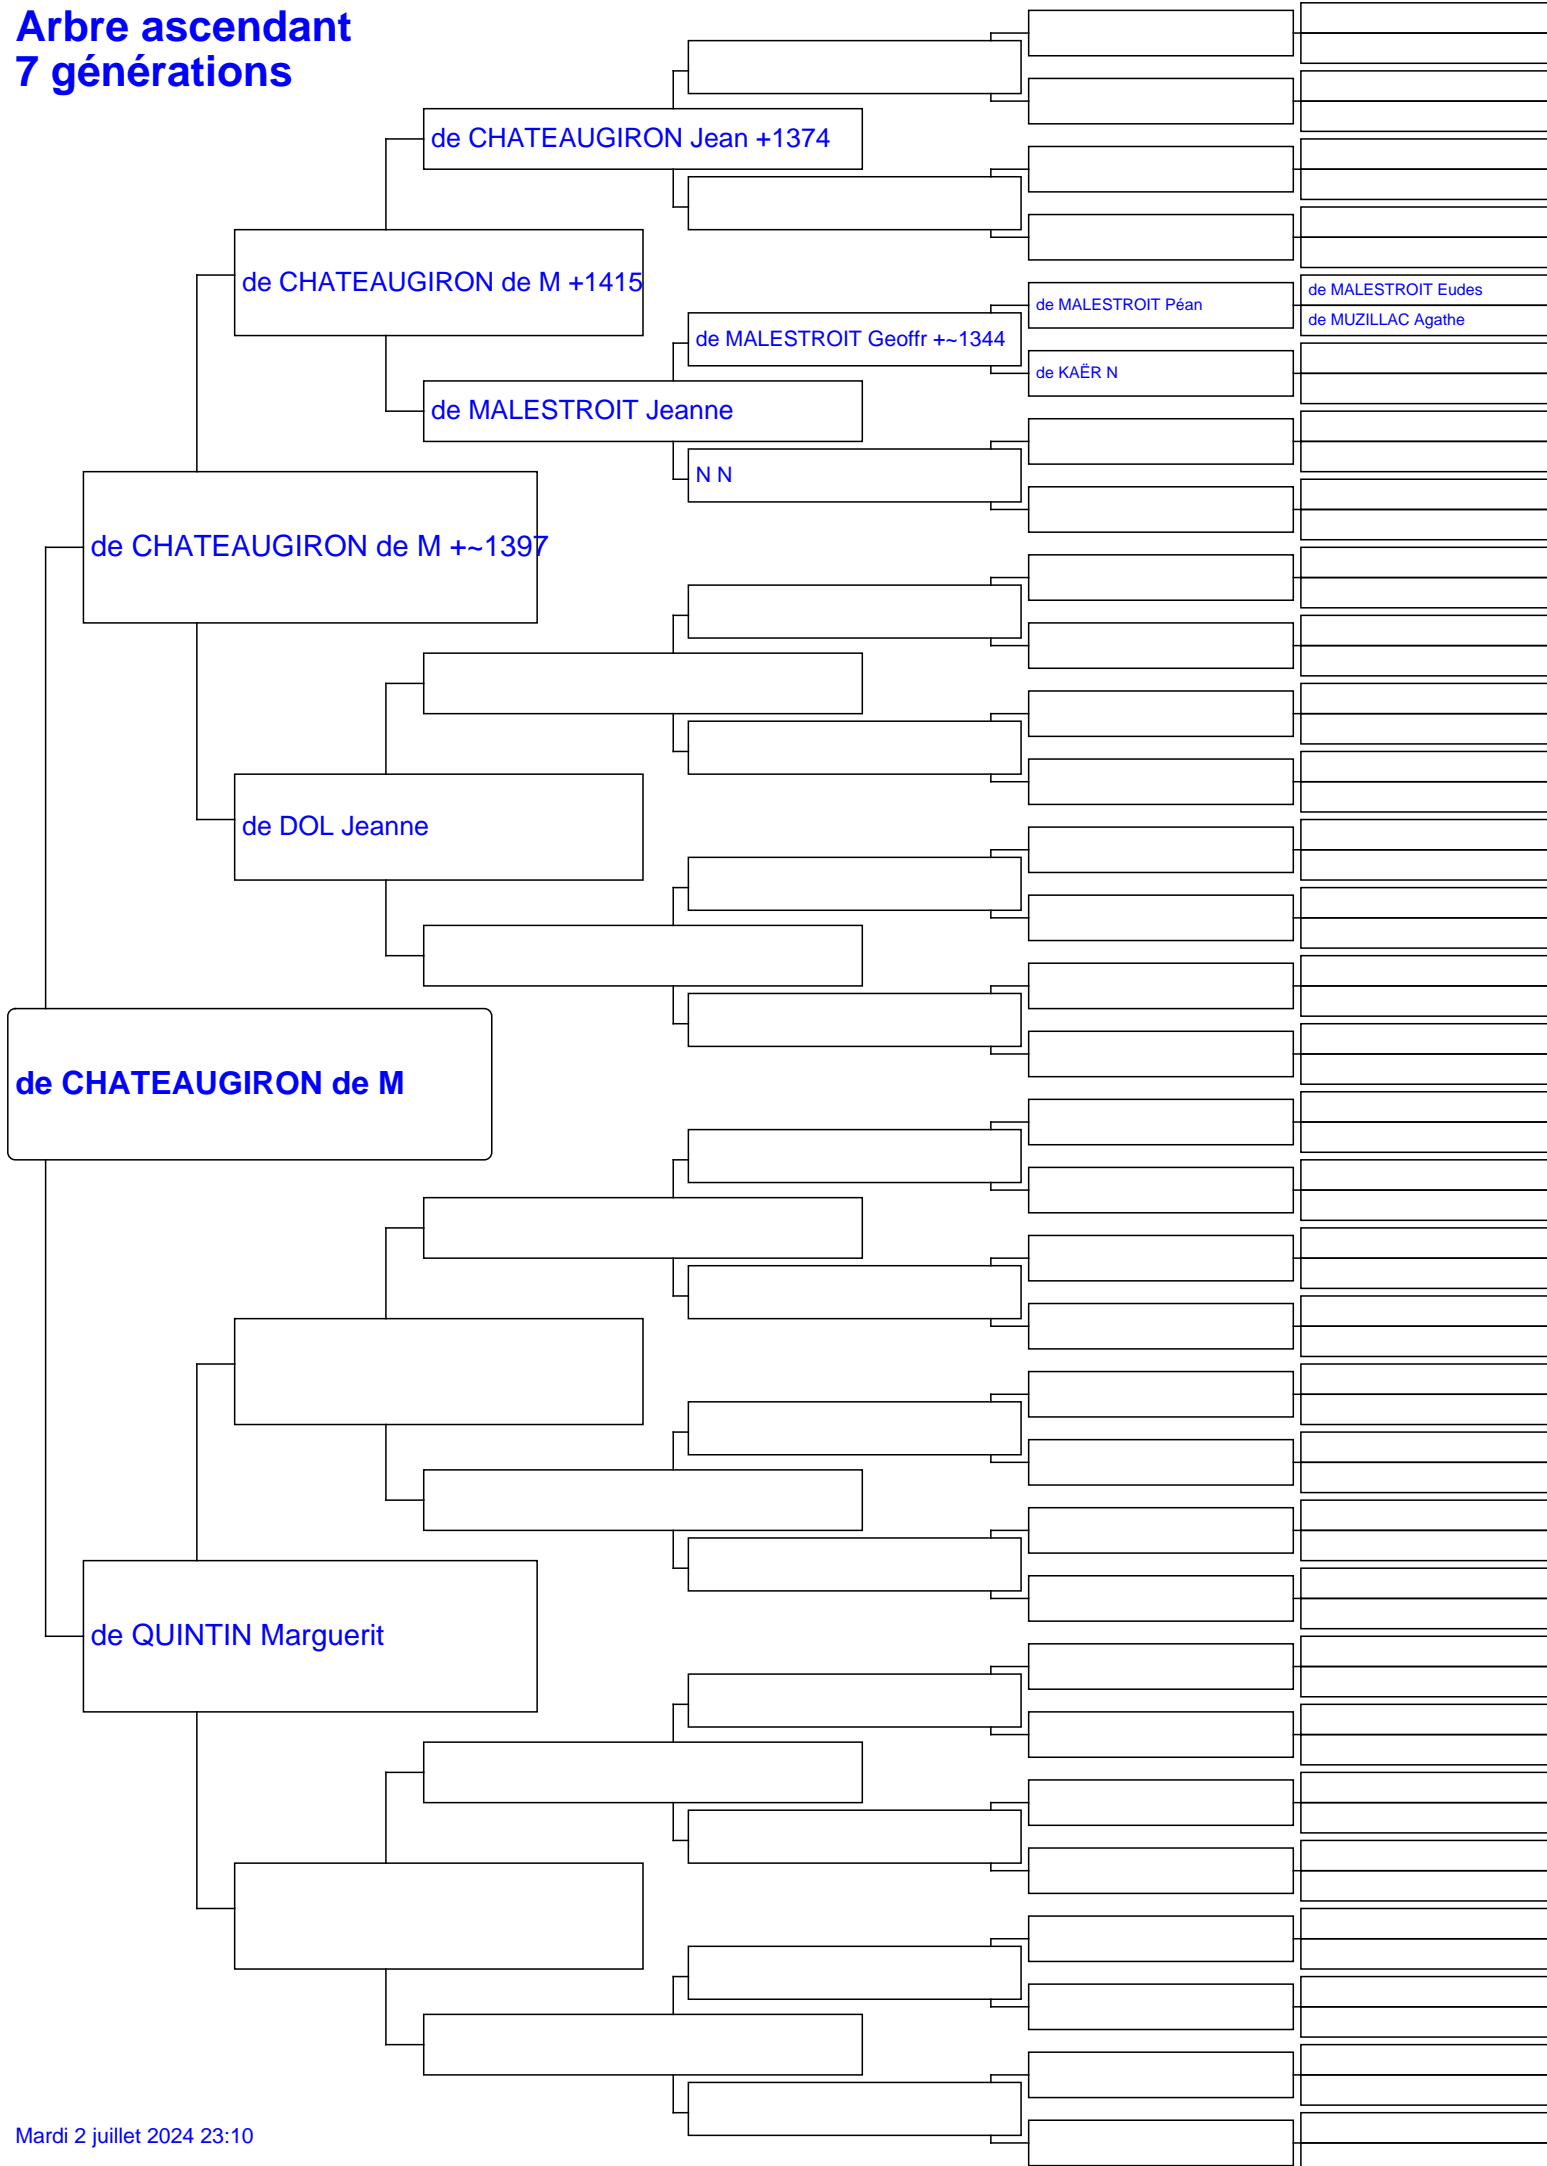 Arbre ascendant
7 générations
de CHATEAUGIRON Jean +1374
de CHATEAUGIRON de M +1415
de MALESTROIT Eudes
de MALESTROIT Péan
de MUZILLAC Agathe
de MALESTROIT Geoffr +~1344
de KAËR N
de MALESTROIT Jeanne
N N
de CHATEAUGIRON de M +~1397
de DOL Jeanne
de CHATEAUGIRON de M
de QUINTIN Marguerit
Mardi 2 juillet 2024 23:10